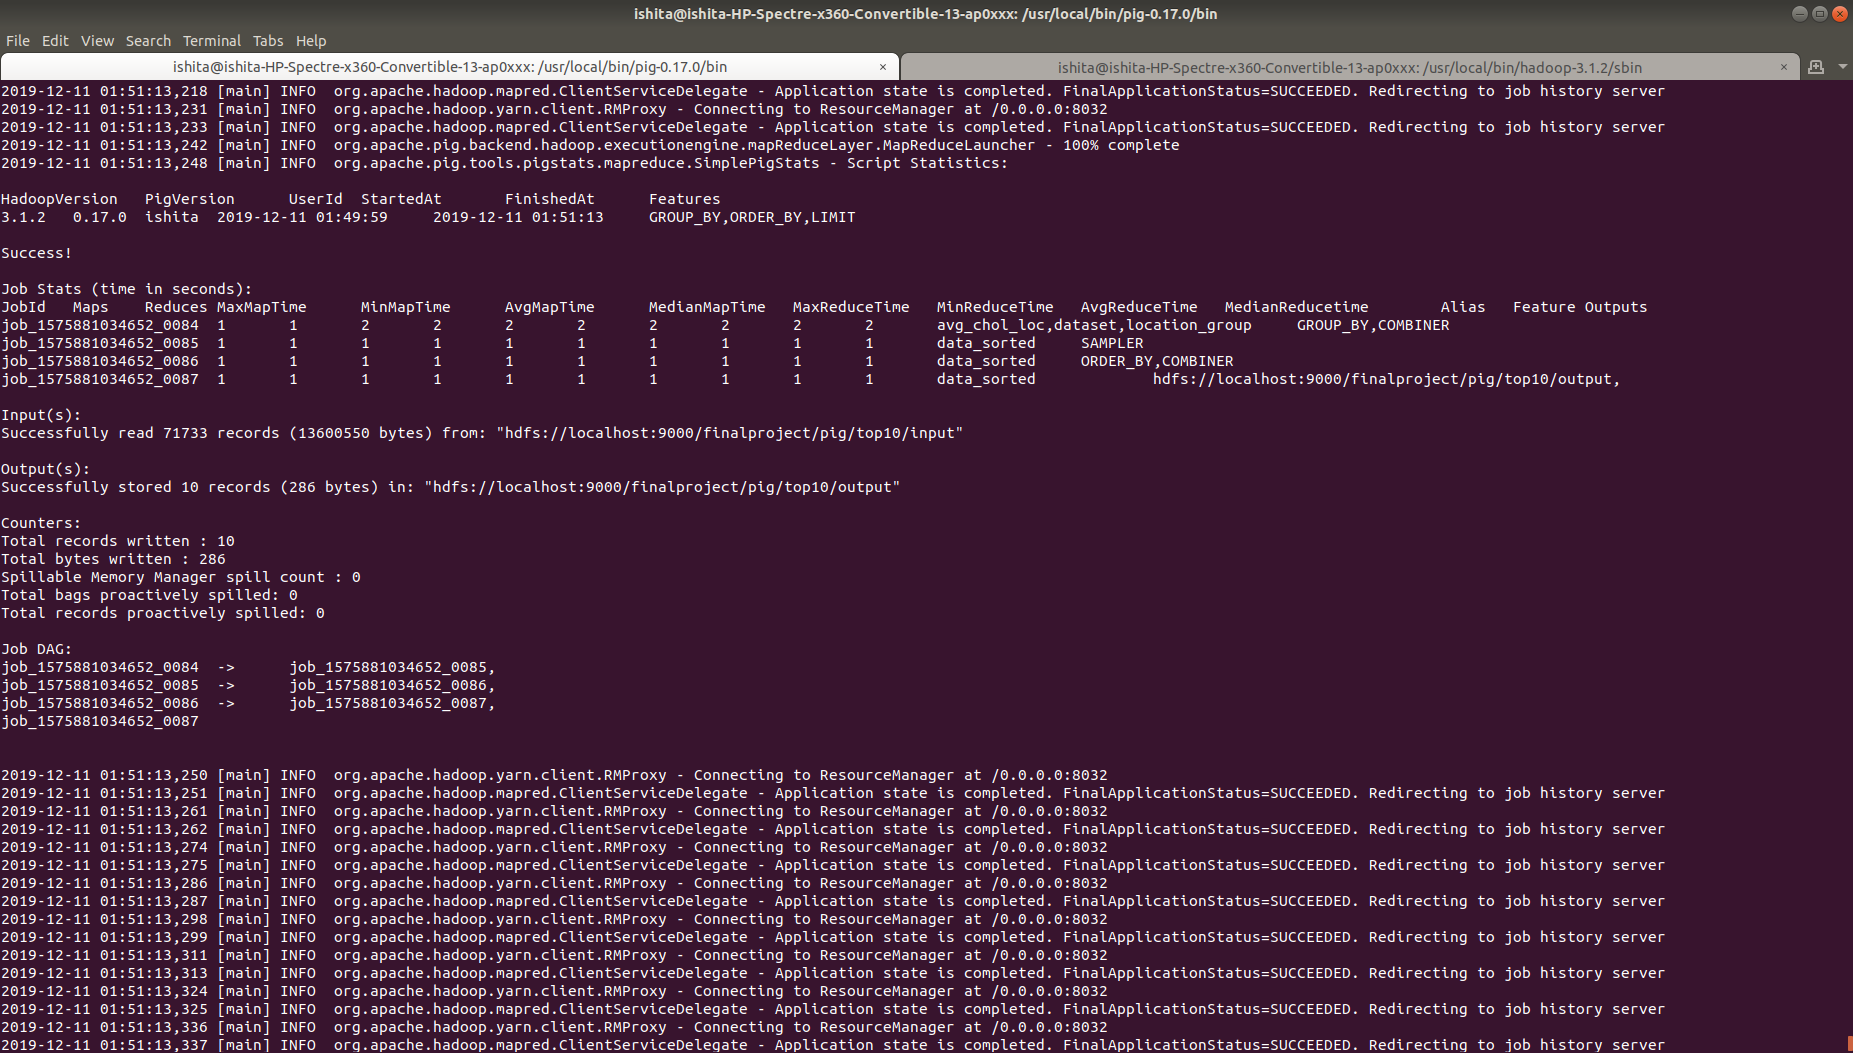 ishita@ishita-HP-Spectre-x360-Convertible-13-ap0xxx: /usr/local/bin/pig-0.17.0/bin
File Edit View Search Terminal Tabs Help
ishita@ishita-HP-Spectre-x360-Convertible-13-ap0xxx: /usr/local/bin/pig-0.17.0/bin × ishita@ishita-HP-Spectre-x360-Convertible-13-ap0xxx: /usr/local/bin/hadoop-3.1.2/sbin ×
2019-12-11 01:51:13,218 [main] INFO  org.apache.hadoop.mapred.ClientServiceDelegate - Application state is completed. FinalApplicationStatus=SUCCEEDED. Redirecting to job history server
2019-12-11 01:51:13,231 [main] INFO  org.apache.hadoop.yarn.client.RMProxy - Connecting to ResourceManager at /0.0.0.0:8032
2019-12-11 01:51:13,233 [main] INFO  org.apache.hadoop.mapred.ClientServiceDelegate - Application state is completed. FinalApplicationStatus=SUCCEEDED. Redirecting to job history server
2019-12-11 01:51:13,242 [main] INFO  org.apache.pig.backend.hadoop.executionengine.mapReduceLayer.MapReduceLauncher - 100% complete
2019-12-11 01:51:13,248 [main] INFO  org.apache.pig.tools.pigstats.mapreduce.SimplePigStats - Script Statistics:
HadoopVersion PigVersion UserId StartedAt FinishedAt Features
3.1.2 0.17.0 ishita 2019-12-11 01:49:59 2019-12-11 01:51:13 GROUP_BY,ORDER_BY,LIMIT
Success!
Job Stats (time in seconds):
JobId Maps Reduces MaxMapTime MinMapTime AvgMapTime MedianMapTime MaxReduceTime MinReduceTime AvgReduceTime MedianReducetime Alias Feature Outputs
job_1575881034652_0084 1 1 2 2 2 2 2 2 2 2 avg_chol_loc,dataset,location_group GROUP_BY,COMBINER
job_1575881034652_0085 1 1 1 1 1 1 1 1 1 1 data_sorted SAMPLER
job_1575881034652_0086 1 1 1 1 1 1 1 1 1 1 data_sorted ORDER_BY,COMBINER
job_1575881034652_0087 1 1 1 1 1 1 1 1 1 1 data_sorted hdfs://localhost:9000/finalproject/pig/top10/output,
Input(s):
Successfully read 71733 records (13600550 bytes) from: "hdfs://localhost:9000/finalproject/pig/top10/input"
Output(s):
Successfully stored 10 records (286 bytes) in: "hdfs://localhost:9000/finalproject/pig/top10/output"
Counters:
Total records written : 10
Total bytes written : 286
Spillable Memory Manager spill count : 0
Total bags proactively spilled: 0
Total records proactively spilled: 0
Job DAG:
job_1575881034652_0084 -> job_1575881034652_0085,
job_1575881034652_0085 -> job_1575881034652_0086,
job_1575881034652_0086 -> job_1575881034652_0087,
job_1575881034652_0087
2019-12-11 01:51:13,250 [main] INFO  org.apache.hadoop.yarn.client.RMProxy - Connecting to ResourceManager at /0.0.0.0:8032
2019-12-11 01:51:13,251 [main] INFO  org.apache.hadoop.mapred.ClientServiceDelegate - Application state is completed. FinalApplicationStatus=SUCCEEDED. Redirecting to job history server
2019-12-11 01:51:13,261 [main] INFO  org.apache.hadoop.yarn.client.RMProxy - Connecting to ResourceManager at /0.0.0.0:8032
2019-12-11 01:51:13,262 [main] INFO  org.apache.hadoop.mapred.ClientServiceDelegate - Application state is completed. FinalApplicationStatus=SUCCEEDED. Redirecting to job history server
2019-12-11 01:51:13,274 [main] INFO  org.apache.hadoop.yarn.client.RMProxy - Connecting to ResourceManager at /0.0.0.0:8032
2019-12-11 01:51:13,275 [main] INFO  org.apache.hadoop.mapred.ClientServiceDelegate - Application state is completed. FinalApplicationStatus=SUCCEEDED. Redirecting to job history server
2019-12-11 01:51:13,286 [main] INFO  org.apache.hadoop.yarn.client.RMProxy - Connecting to ResourceManager at /0.0.0.0:8032
2019-12-11 01:51:13,287 [main] INFO  org.apache.hadoop.mapred.ClientServiceDelegate - Application state is completed. FinalApplicationStatus=SUCCEEDED. Redirecting to job history server
2019-12-11 01:51:13,298 [main] INFO  org.apache.hadoop.yarn.client.RMProxy - Connecting to ResourceManager at /0.0.0.0:8032
2019-12-11 01:51:13,299 [main] INFO  org.apache.hadoop.mapred.ClientServiceDelegate - Application state is completed. FinalApplicationStatus=SUCCEEDED. Redirecting to job history server
2019-12-11 01:51:13,311 [main] INFO  org.apache.hadoop.yarn.client.RMProxy - Connecting to ResourceManager at /0.0.0.0:8032
2019-12-11 01:51:13,313 [main] INFO  org.apache.hadoop.mapred.ClientServiceDelegate - Application state is completed. FinalApplicationStatus=SUCCEEDED. Redirecting to job history server
2019-12-11 01:51:13,324 [main] INFO  org.apache.hadoop.yarn.client.RMProxy - Connecting to ResourceManager at /0.0.0.0:8032
2019-12-11 01:51:13,325 [main] INFO  org.apache.hadoop.mapred.ClientServiceDelegate - Application state is completed. FinalApplicationStatus=SUCCEEDED. Redirecting to job history server
2019-12-11 01:51:13,336 [main] INFO  org.apache.hadoop.yarn.client.RMProxy - Connecting to ResourceManager at /0.0.0.0:8032
2019-12-11 01:51:13,337 [main] INFO  org.apache.hadoop.mapred.ClientServiceDelegate - Application state is completed. FinalApplicationStatus=SUCCEEDED. Redirecting to job history server